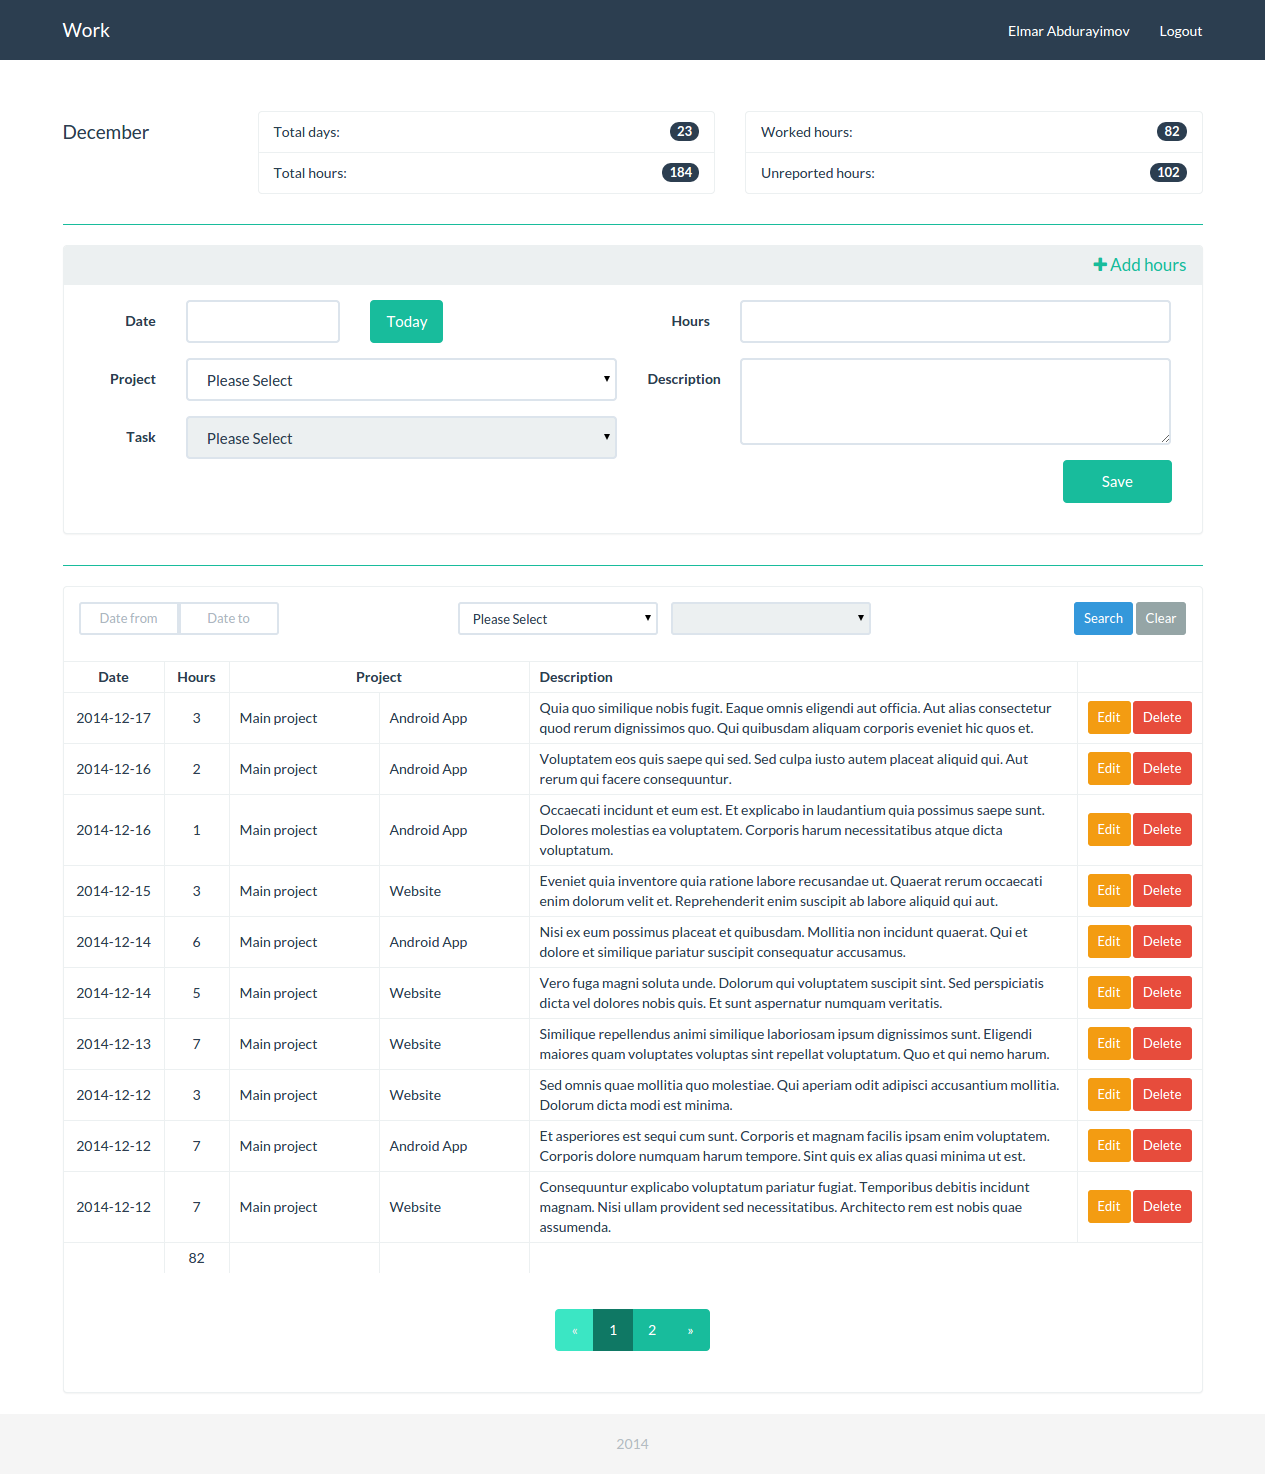 Work
Elmar Abdurayimov
Logout
December
Total days: 23
Worked hours: 82
Total hours: 184
Unreported hours: 102
Add hours
Date
Today
Hours
Project
Please Select
Description
Task
Please Select
Save
Date from
Date to
Please Select
Search
Clear
Date Hours Project Description
2014-12-17 3 Main project Android App Quia quo similique nobis fugit. Eaque omnis eligendi aut officia. Aut alias consectetur
quod rerum dignissimos quo. Qui quibusdam aliquam corporis eveniet hic quos et.
Edit Delete
2014-12-16 2 Main project Android App Voluptatem eos quis saepe qui sed. Sed culpa iusto autem placeat aliquid qui. Aut
rerum qui facere consequuntur.
Edit Delete
2014-12-16 1 Main project Android App Occaecati incidunt et eum est. Et explicabo in laudantium quia possimus saepe sunt.
Dolores molestias ea voluptatem. Corporis harum necessitatibus atque dicta
voluptatum.
Edit Delete
2014-12-15 3 Main project Website Eveniet quia inventore quia ratione labore recusandae ut. Quaerat rerum occaecati
enim dolorum velit et. Reprehenderit enim suscipit ab labore aliquid qui aut.
Edit Delete
2014-12-14 6 Main project Android App Nisi ex eum possimus placeat et quibusdam. Mollitia non incidunt quaerat. Qui et
dolore et similique pariatur suscipit consequatur accusamus.
Edit Delete
2014-12-14 5 Main project Website Vero fuga magni soluta unde. Dolorum qui voluptatem suscipit sint. Sed perspiciatis
dicta vel dolores nobis quis. Et sunt aspernatur numquam veritatis.
Edit Delete
2014-12-13 7 Main project Website Similique repellendus animi similique laboriosam ipsum dignissimos sunt. Eligendi
maiores quam voluptates voluptas sint repellat voluptatum. Quo et qui nemo harum.
Edit Delete
2014-12-12 3 Main project Website Sed omnis quae mollitia quo molestiae. Qui aperiam odit adipisci accusantium mollitia.
Dolorum dicta modi est minima.
Edit Delete
2014-12-12 7 Main project Android App Et asperiores est sequi cum sunt. Corporis et magnam facilis ipsam enim voluptatem.
Corporis dolore numquam harum tempore. Sint quis ex alias quasi minima ut est.
Edit Delete
2014-12-12 7 Main project Website Consequuntur explicabo voluptatum pariatur fugiat. Temporibus debitis incidunt
magnam. Nisi ullam provident sed necessitatibus. Architecto rem est nobis quae
assumenda.
Edit Delete
82
« 1 2 »
2014